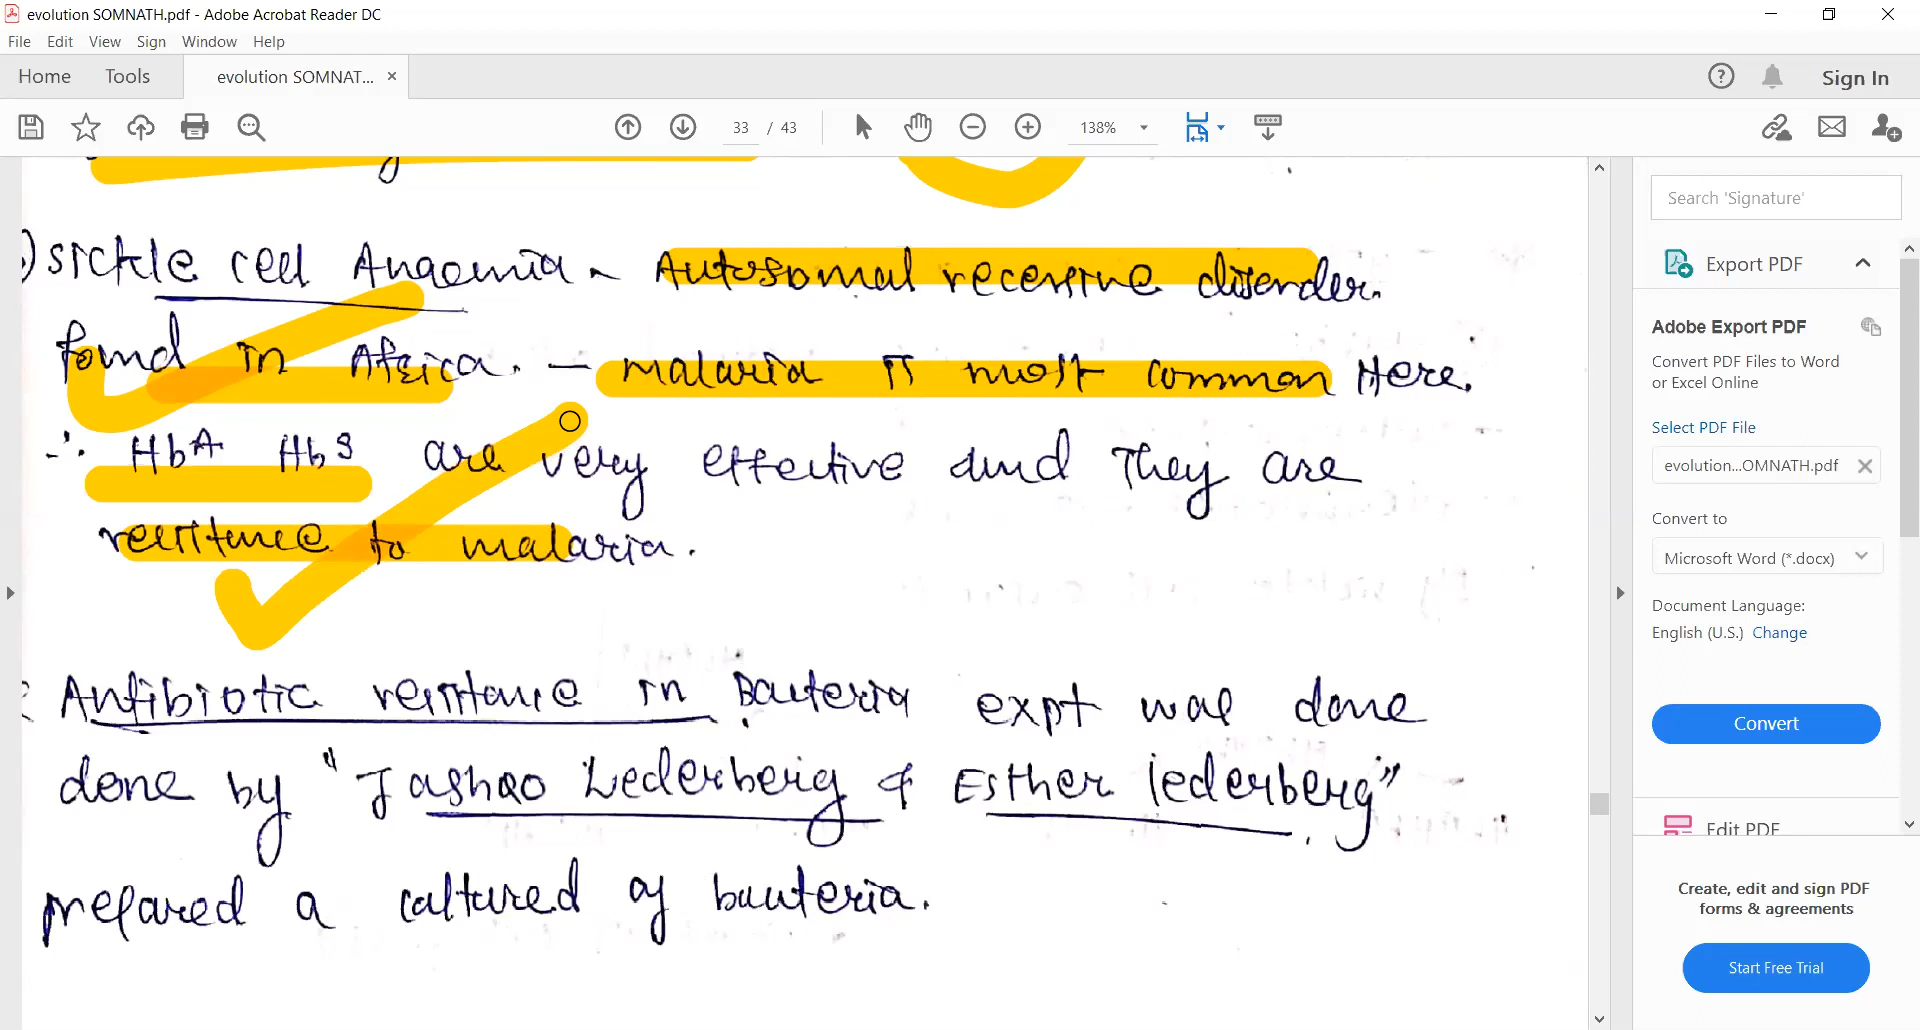 evolution SOMNATH.pdf - Adobe Acrobat Reader DC
File Edit View Sign Window Help
Home Tools evolution SOMNAT... × Sign In
33 / 43 138%
sickle cell Anaemia - Autosomal recessive disorder.
found in Africa. - malaria is most common Here.
∴ HbA HbS are very effective and They are
resistance to malaria.
Antibiotic resistance in Bacteria expt was done
done by "Jashao Lederberg & Esther lederberg"
prepared a cultured of bacteria.
Search 'Signature'
Export PDF
Adobe Export PDF
Convert PDF Files to Word
or Excel Online
Select PDF File
evolution...OMNATH.pdf
Convert to
Microsoft Word (*.docx)
Document Language:
English (U.S.) Change
Convert
Edit PDF
Create, edit and sign PDF
forms & agreements
Start Free Trial